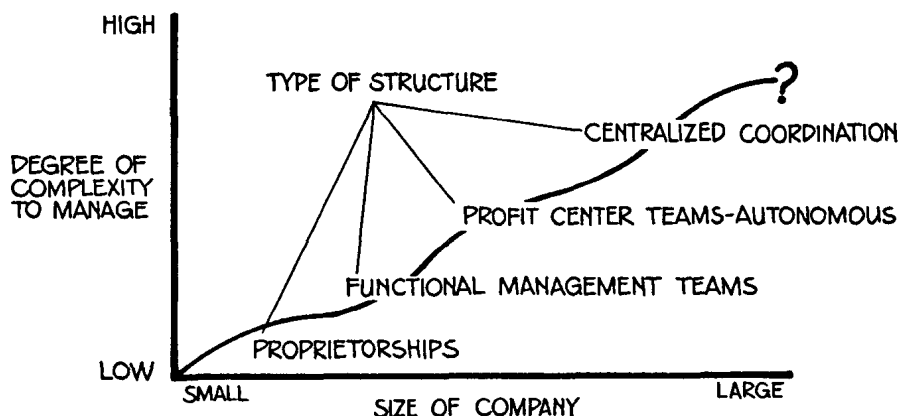 HIGH
TYPE OF STRUCTURE
?
CENTRALIZED COORDINATION
DEGREE OF
COMPLEXITY
TO MANAGE
PROFIT CENTER TEAMS-AUTONOMOUS
FUNCTIONAL MANAGEMENT TEAMS
PROPRIETORSHIPS
LOW
SMALL
LARGE
SIZE OF COMPANY